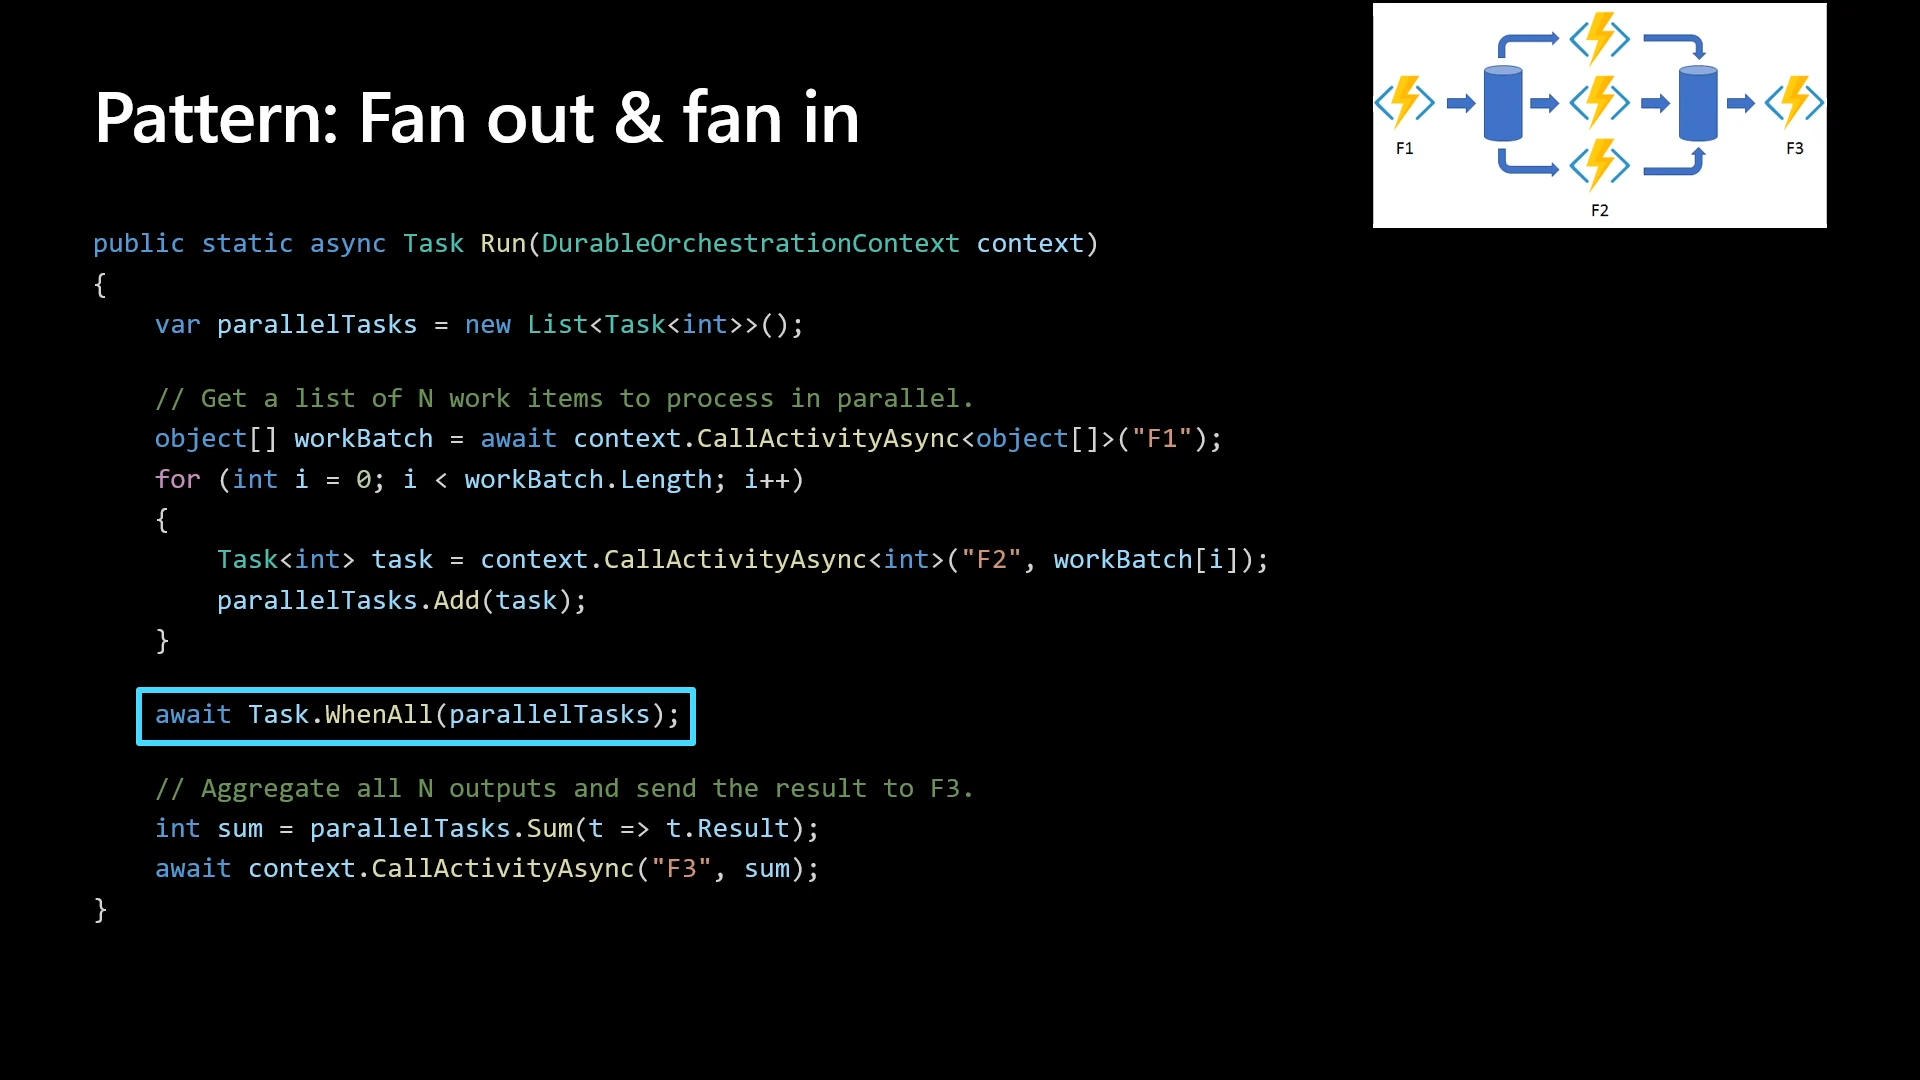 Pattern: Fan out & fan in
F1
F3
F2
public static async Task Run(DurableOrchestrationContext context)
{
    var parallelTasks = new List<Task<int>>();
    // Get a list of N work items to process in parallel.
    object[] workBatch = await context.CallActivityAsync<object[]>("F1");
    for (int i = 0; i < workBatch.Length; i++)
    {
        Task<int> task = context.CallActivityAsync<int>("F2", workBatch[i]);
        parallelTasks.Add(task);
    }
    await Task.WhenAll(parallelTasks);
    // Aggregate all N outputs and send the result to F3.
    int sum = parallelTasks.Sum(t => t.Result);
    await context.CallActivityAsync("F3", sum);
}